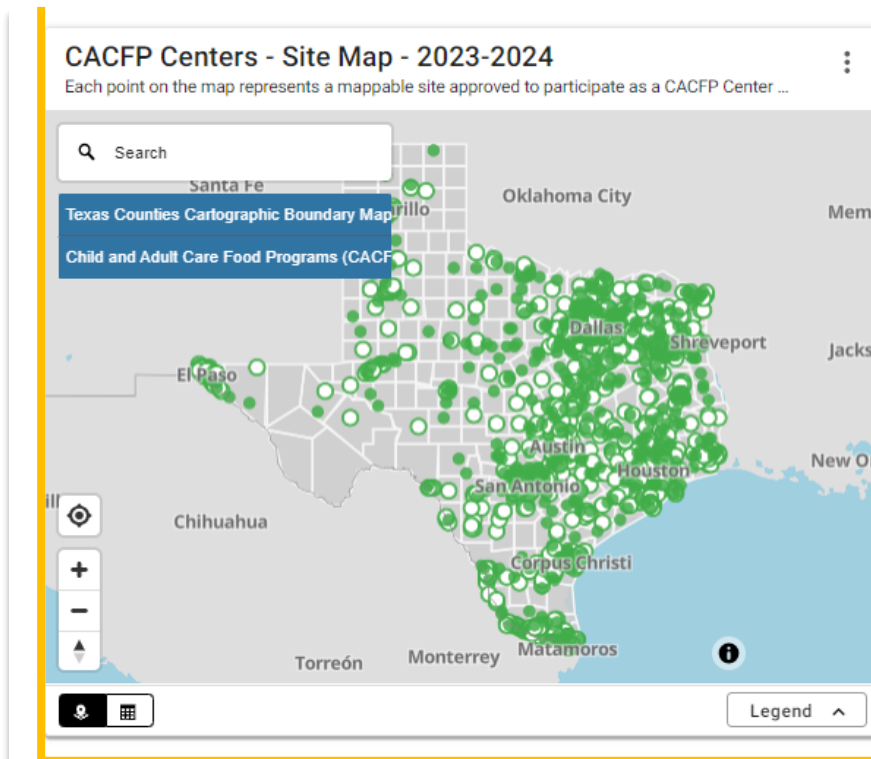 CACFP Centers - Site Map - 2023-2024
Each point on the map represents a mappable site approved to participate as a CACFP Center ...
Search
Santa Fe
rillo
Oklahoma City
Mem
Texas Counties Cartographic Boundary Map
Child and Adult Care Food Programs (CACF
Dallas
Shreveport
Jacks
El Paso
Austin
Houston
New O
San Antonio
Chihuahua
Corpus Christi
+
−
Torreón
Monterrey
Matamoros
Legend